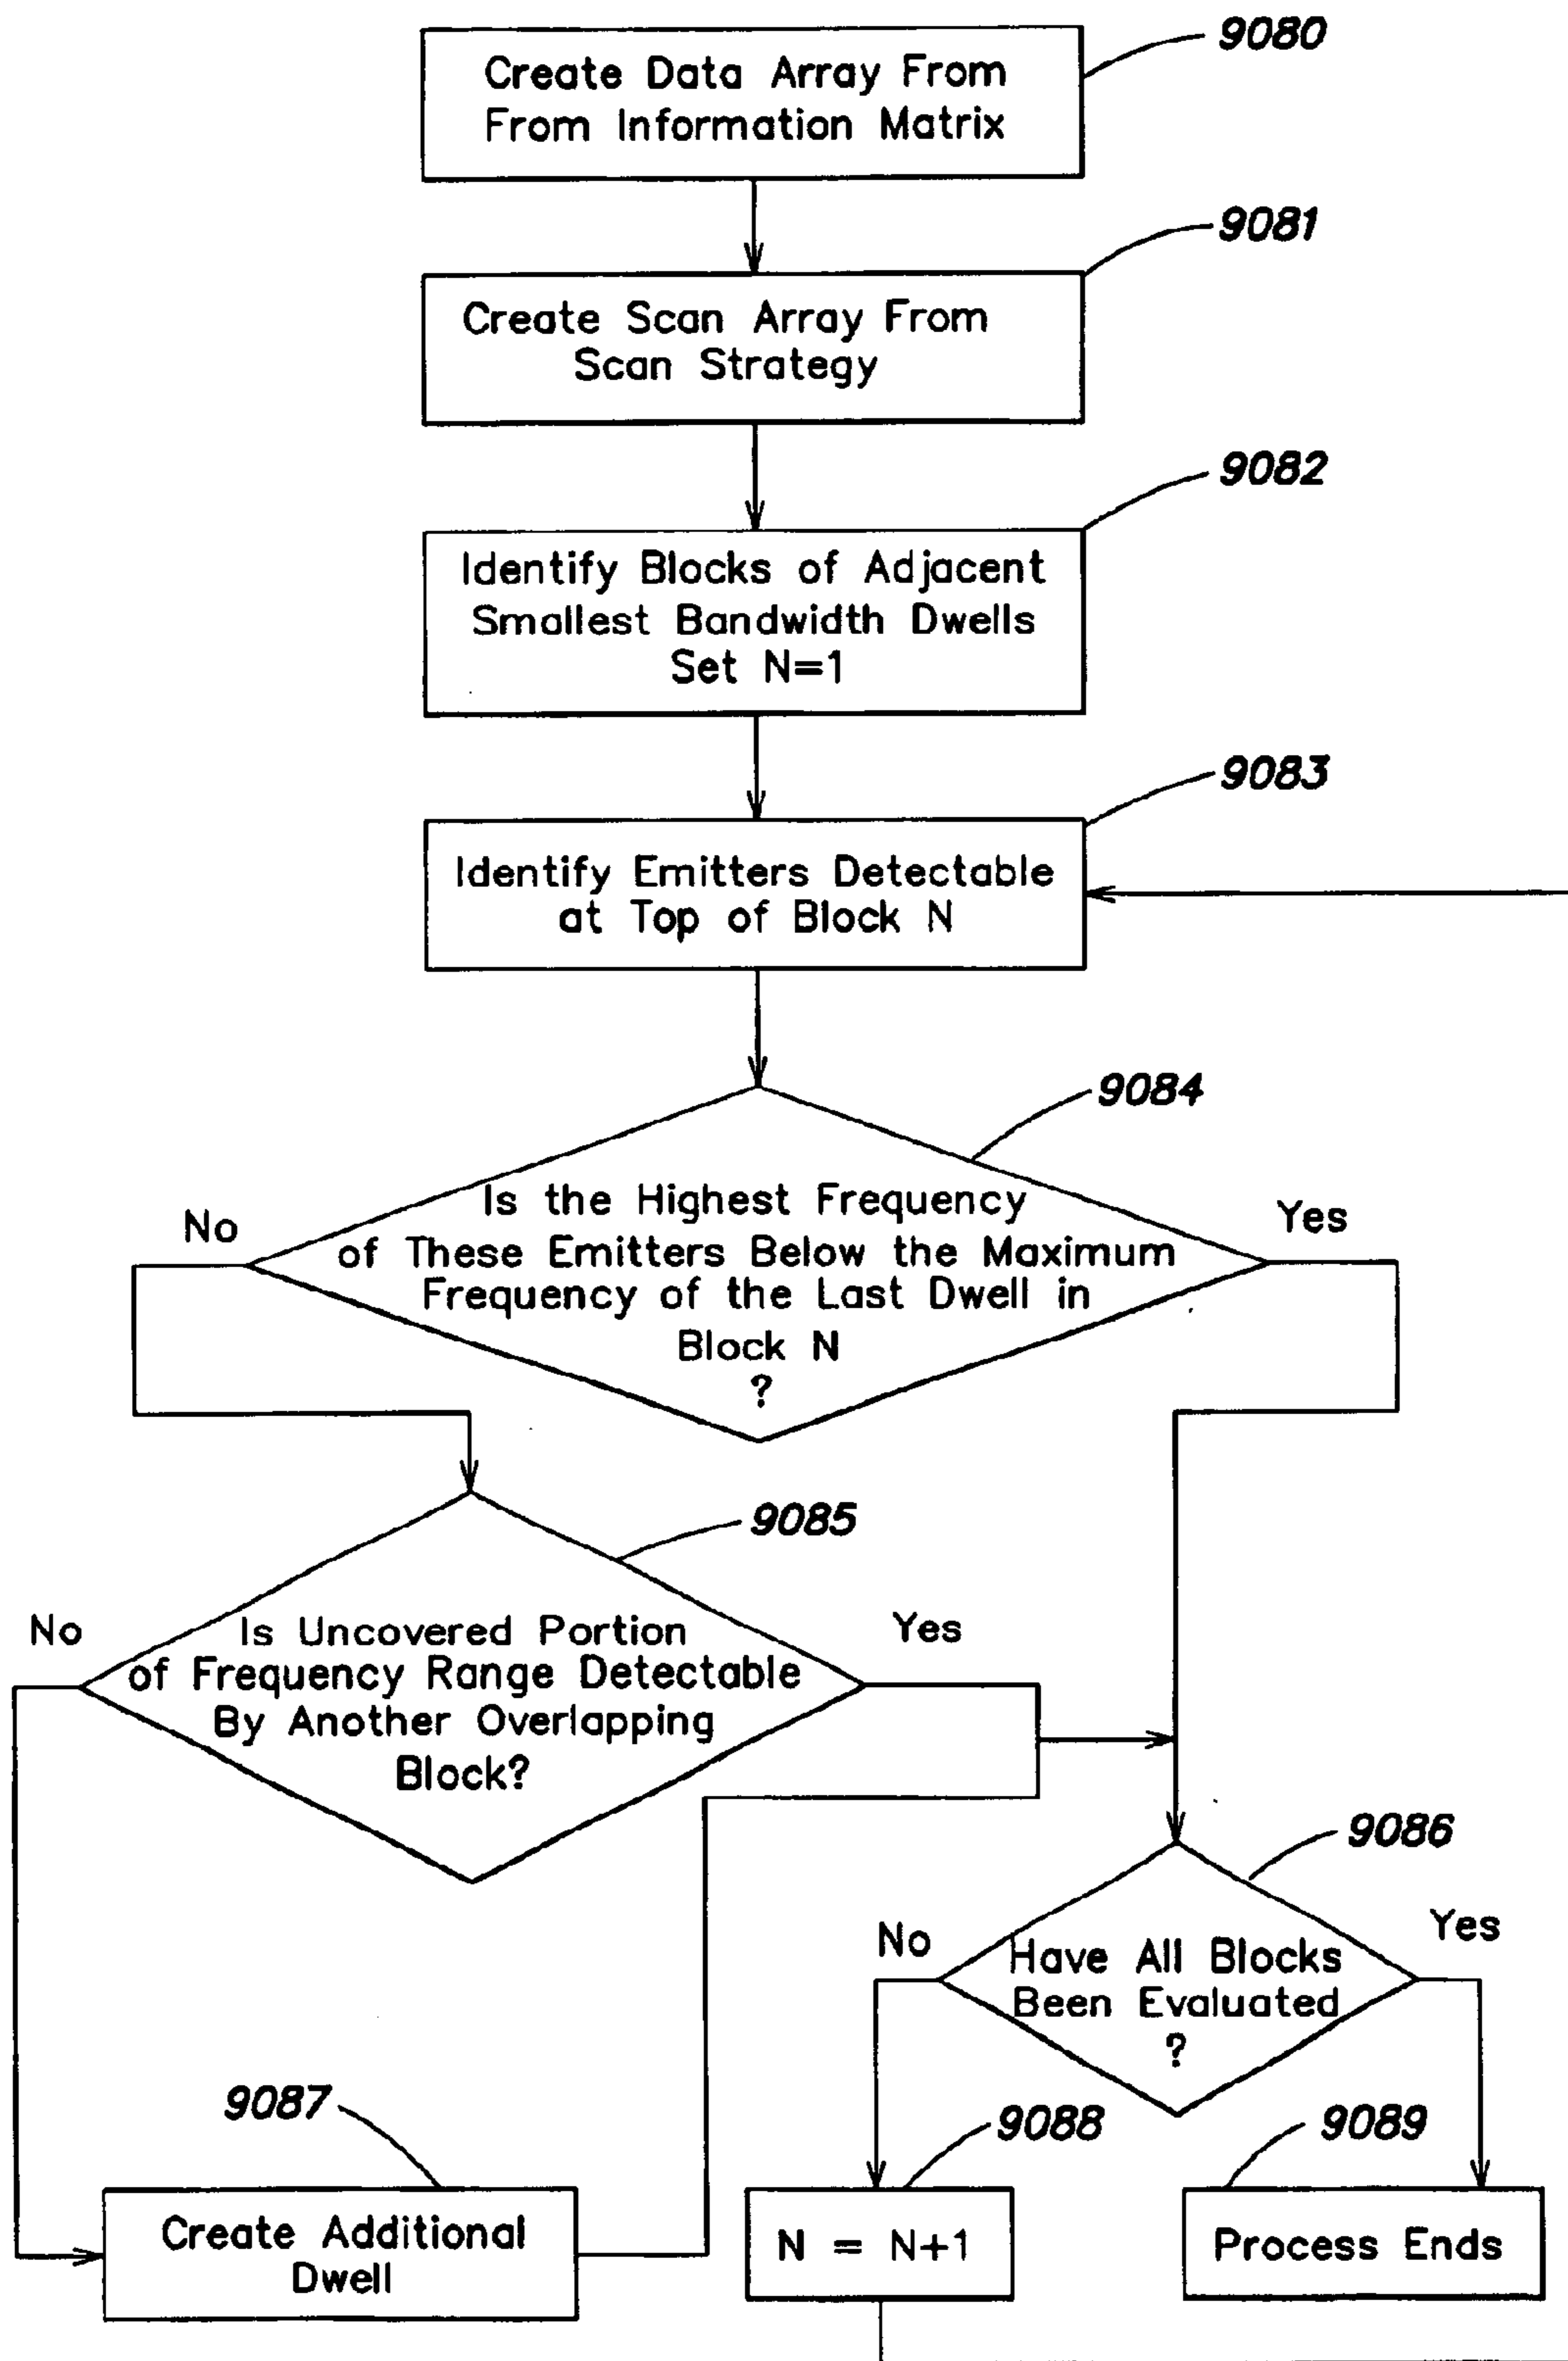 9080
Create Data Array From
From Information Matrix
9081
Create Scan Array From
Scan Strategy
9082
Identify Blocks of Adjacent
Smallest Bandwidth Dwells
Set N=1
9083
Identify Emitters Detectable
at Top of Block N
9084
Is the Highest Frequency
of These Emitters Below the Maximum
Frequency of the Last Dwell in
Block N
?
No
Yes
9085
Is Uncovered Portion
of Frequency Range Detectable
By Another Overlapping
Block?
No
Yes
9086
Have All Blocks
Been Evaluated
?
No
Yes
9087
Create Additional
Dwell
9088
N = N+1
9089
Process Ends